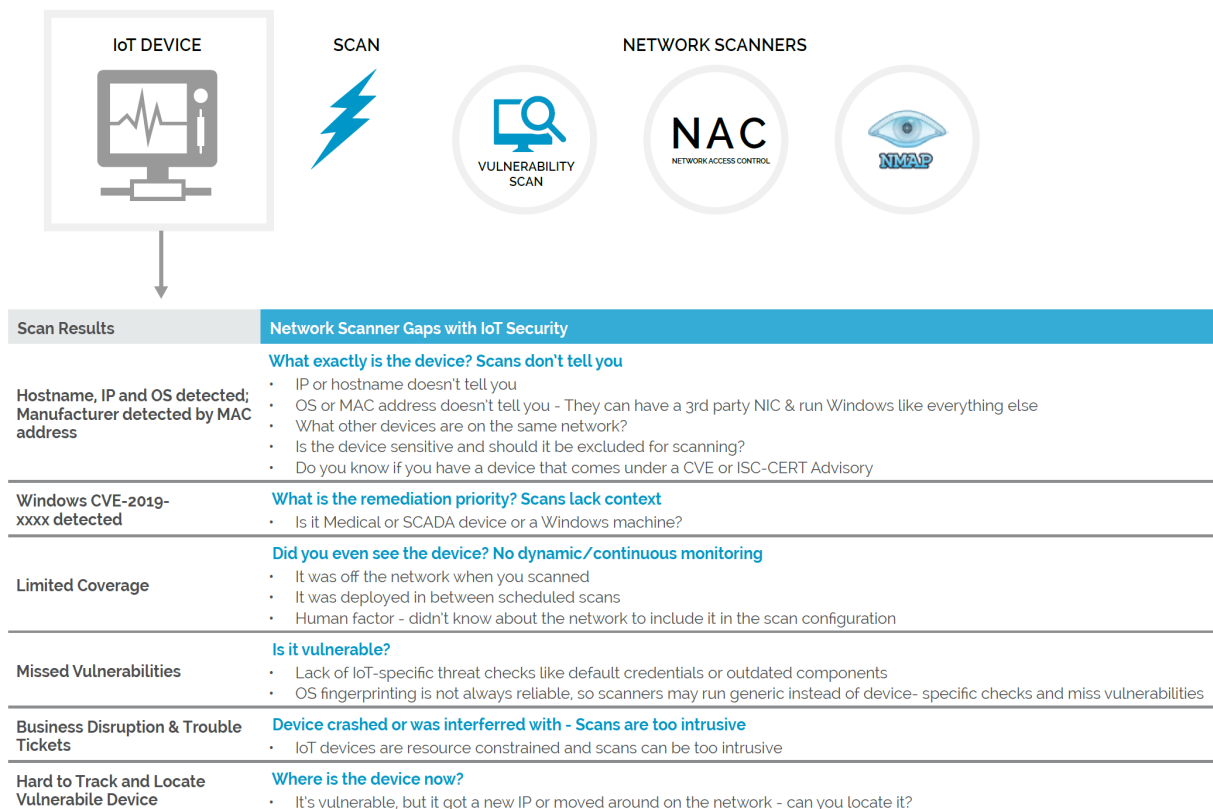 IoT DEVICE
SCAN
NETWORK SCANNERS
VULNERABILITY
SCAN
NAC
NETWORK ACCESS CONTROL
NMAP
Scan Results
Network Scanner Gaps with IoT Security
Hostname, IP and OS detected;
Manufacturer detected by MAC
address
What exactly is the device? Scans don't tell you
• IP or hostname doesn't tell you
• OS or MAC address doesn't tell you - They can have a 3rd party NIC & run Windows like everything else
• What other devices are on the same network?
• Is the device sensitive and should it be excluded for scanning?
• Do you know if you have a device that comes under a CVE or ISC-CERT Advisory
Windows CVE-2019-
xxxx detected
What is the remediation priority? Scans lack context
• Is it Medical or SCADA device or a Windows machine?
Limited Coverage
Did you even see the device? No dynamic/continuous monitoring
• It was off the network when you scanned
• It was deployed in between scheduled scans
• Human factor - didn't know about the network to include it in the scan configuration
Missed Vulnerabilities
Is it vulnerable?
• Lack of IoT-specific threat checks like default credentials or outdated components
• OS fingerprinting is not always reliable, so scanners may run generic instead of device- specific checks and miss vulnerabilities
Business Disruption & Trouble
Tickets
Device crashed or was interferred with - Scans are too intrusive
• IoT devices are resource constrained and scans can be too intrusive
Hard to Track and Locate
Vulnerabile Device
Where is the device now?
• It's vulnerable, but it got a new IP or moved around on the network - can you locate it?